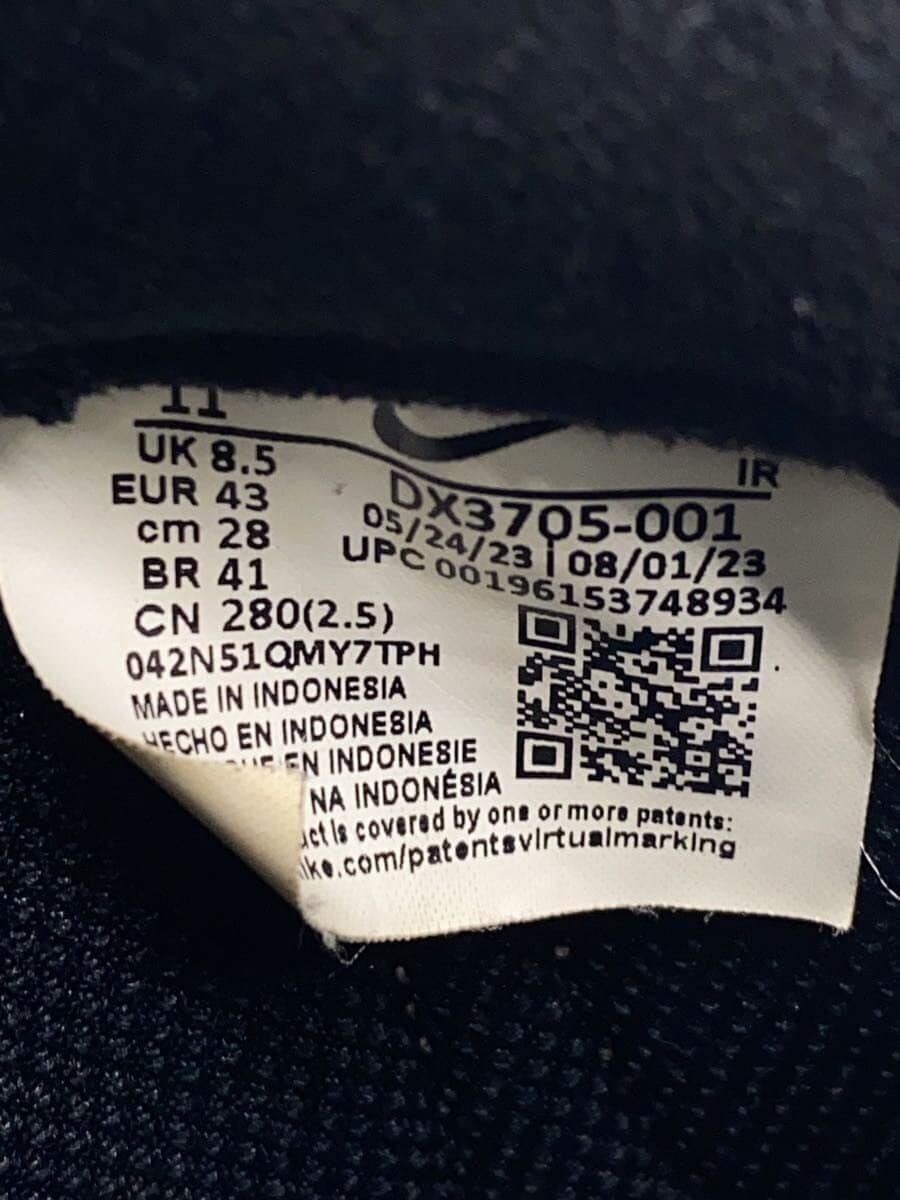 UK 8.5
EUR 43
cm 28
BR 41
CN 280(2.5)
042N51QMY7TPH
MADE IN INDONESIA
HECHO EN INDONESIA
EN INDONESIE
NA INDONÉSIA
is covered by one or more patents:
.com/patentsvirtualmarking
IR
DX3705-001
05/24/23 | 08/01/23
UPC 00196153748934